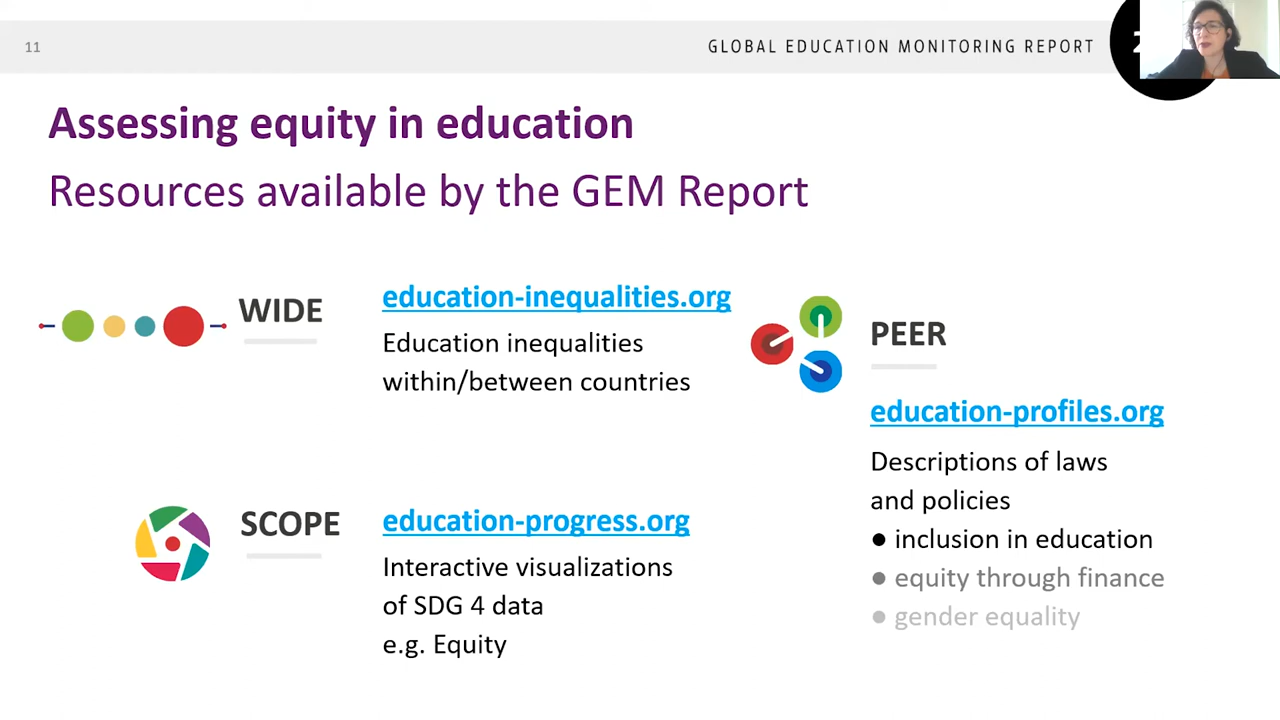 11
GLOBAL EDUCATION MONITORING REPORT
2
Assessing equity in education
Resources available by the GEM Report
WIDE
education-inequalities.org
Education inequalities
within/between countries
PEER
education-profiles.org
Descriptions of laws
and policies
● inclusion in education
● equity through finance
● gender equality
SCOPE
education-progress.org
Interactive visualizations
of SDG 4 data
e.g. Equity